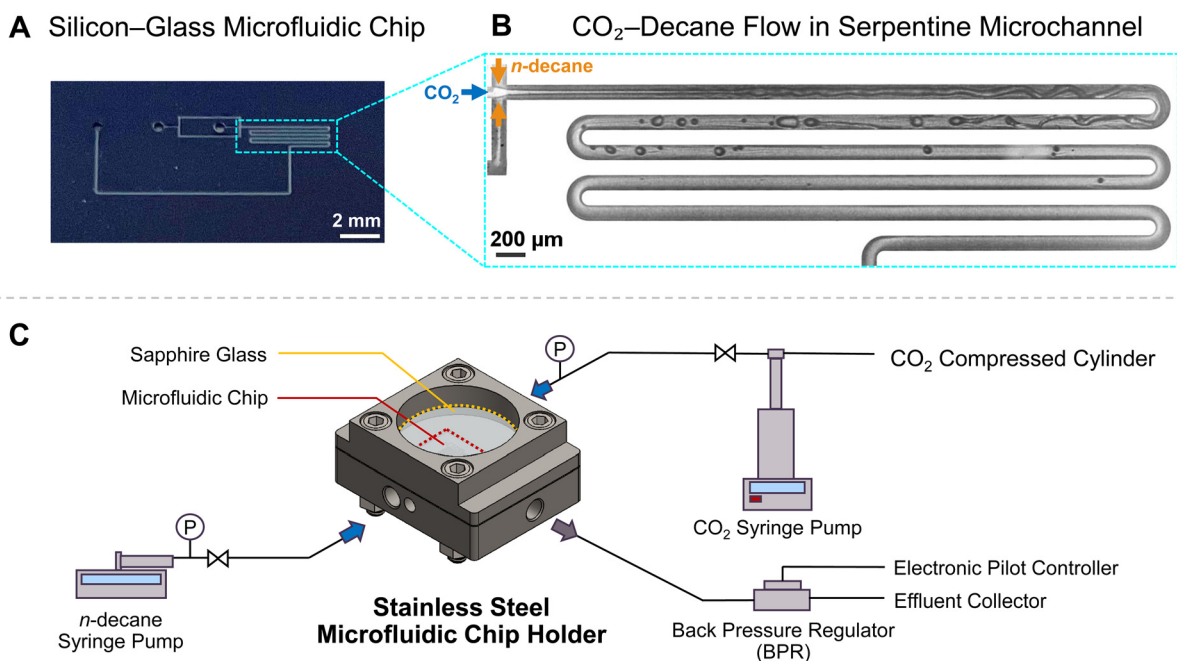 A Silicon–Glass Microfluidic Chip
2 mm
B CO₂–Decane Flow in Serpentine Microchannel
n-decane
CO₂
200 μm
C
Sapphire Glass
Microfluidic Chip
P
CO₂ Compressed Cylinder
CO₂ Syringe Pump
P
n-decane
Syringe Pump
Stainless Steel
Microfluidic Chip Holder
Electronic Pilot Controller
Effluent Collector
Back Pressure Regulator
(BPR)